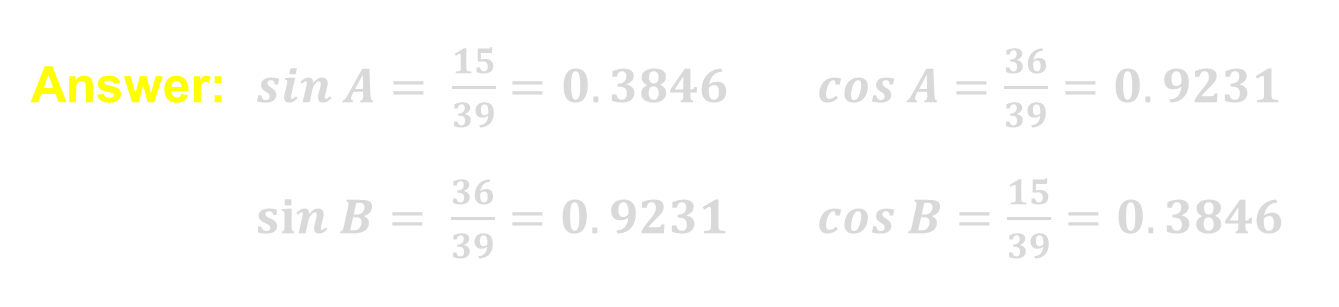 Answer: sin A = 15/39 = 0.3846 cos A = 36/39 = 0.9231
sin B = 36/39 = 0.9231 cos B = 15/39 = 0.3846